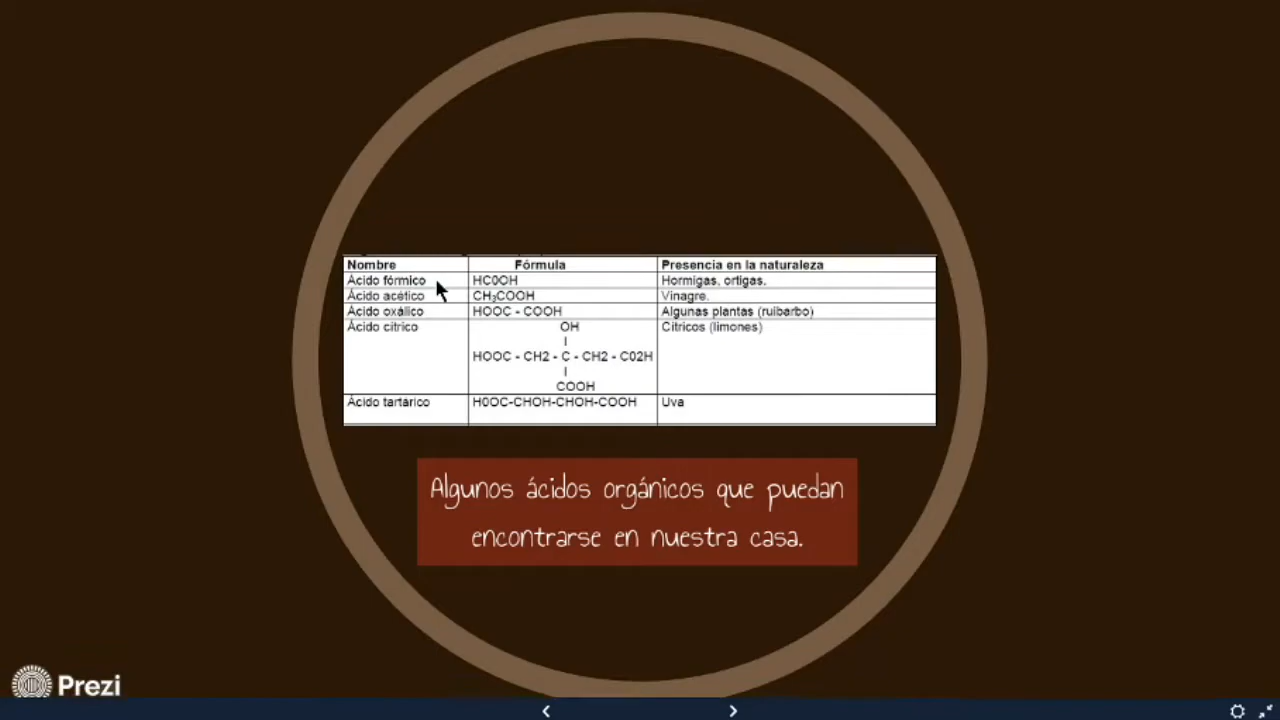 Nombre Fórmula Presencia en la naturaleza
Ácido fórmico HC0OH Hormigas, ortigas.
Ácido acético CH₃COOH Vinagre.
Ácido oxálico HOOC - COOH Algunas plantas (ruibarbo)
Ácido cítrico OH Cítricos (limones)
I
HOOC - CH2 - C - CH2 - C02H
I
COOH
Ácido tartárico H0OC-CHOH-CHOH-COOH Uva
Algunos ácidos orgánicos que puedan
encontrarse en nuestra casa.
Prezi